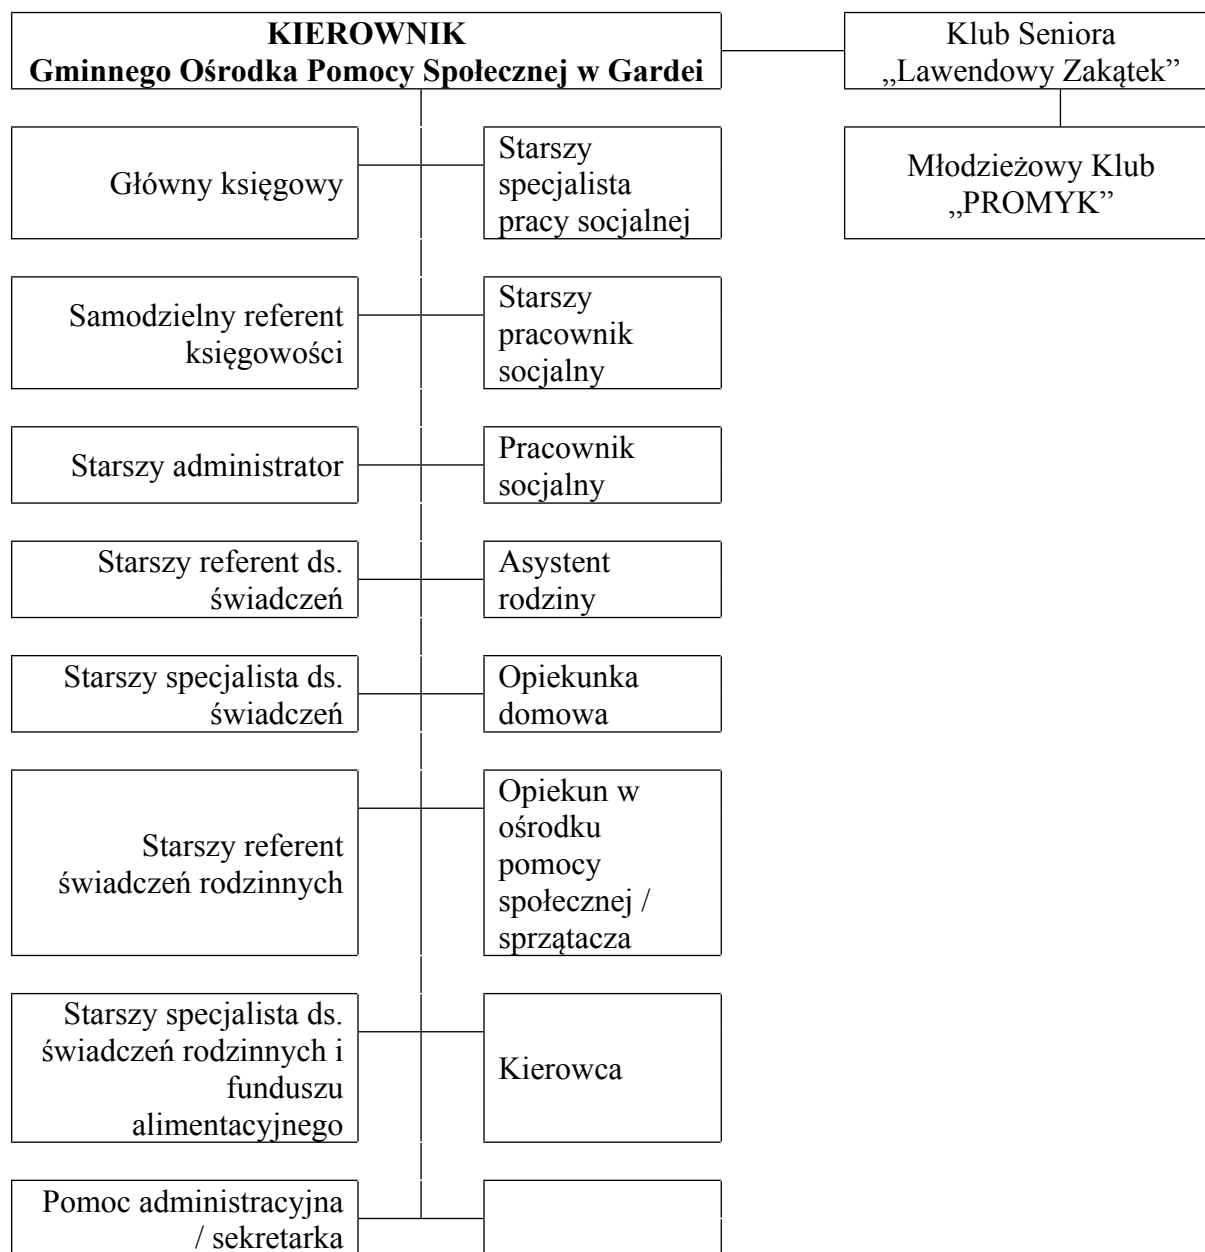 KIEROWNIK
Gminnego Ośrodka Pomocy Społecznej w Gardei
Klub Seniora
„Lawendowy Zakątek”
Główny księgowy
Starszy
specjalista
pracy socjalnej
Młodzieżowy Klub
„PROMYK”
Samodzielny referent
księgowości
Starszy
pracownik
socjalny
Starszy administrator
Pracownik
socjalny
Starszy referent ds.
świadczeń
Asystent
rodziny
Starszy specjalista ds.
świadczeń
Opiekunka
domowa
Starszy referent
świadczeń rodzinnych
Opiekun w
ośrodku
pomocy
społecznej /
sprzątacza
Starszy specjalista ds.
świadczeń rodzinnych i
funduszu
alimentacyjnego
Kierowca
Pomoc administracyjna
/ sekretarka